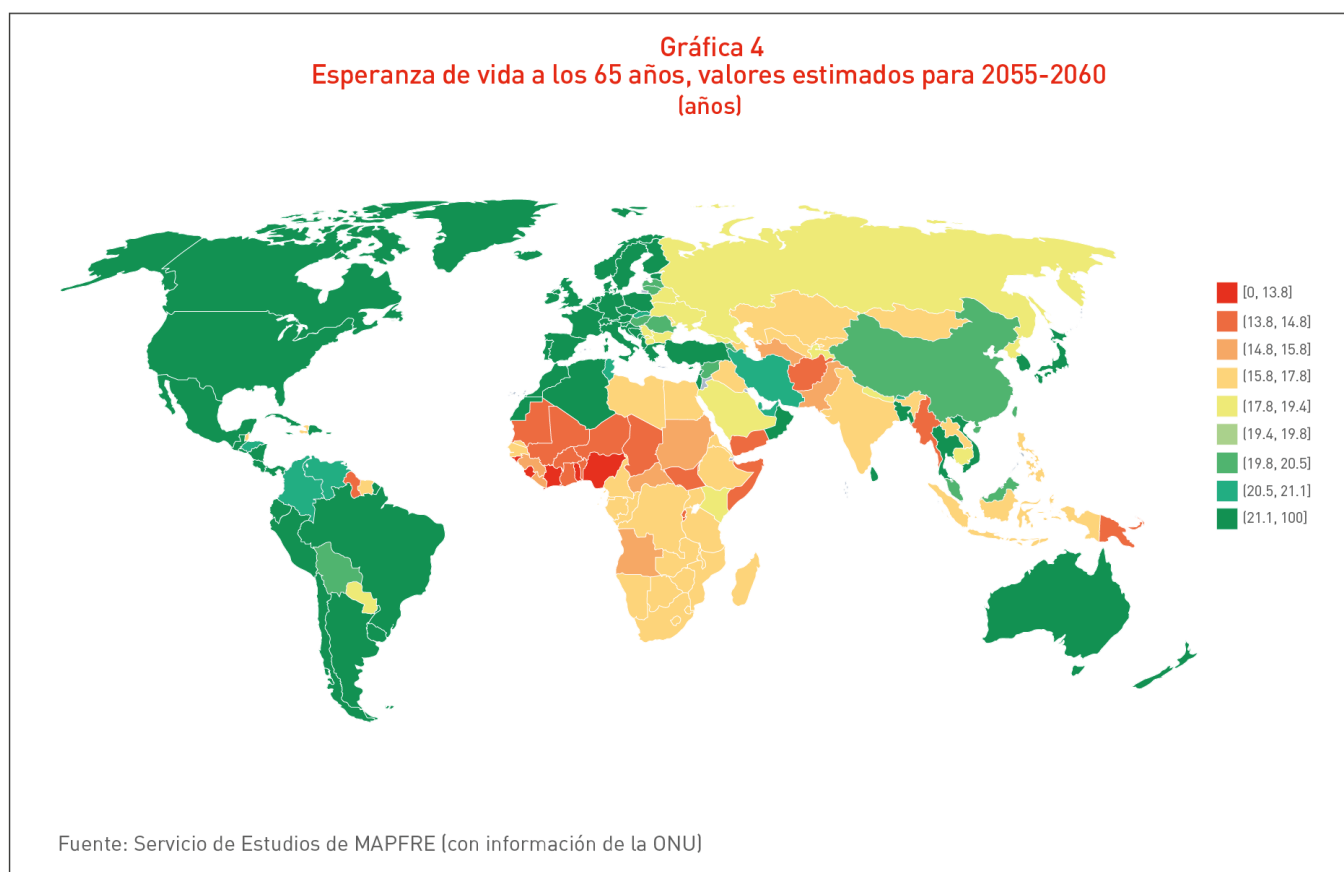 Gráfica 4
Esperanza de vida a los 65 años, valores estimados para 2055-2060
(años)
[0, 13.8]
[13.8, 14.8]
[14.8, 15.8]
[15.8, 17.8]
[17.8, 19.4]
[19.4, 19.8]
[19.8, 20.5]
[20.5, 21.1]
[21.1, 100]
Fuente: Servicio de Estudios de MAPFRE (con información de la ONU)